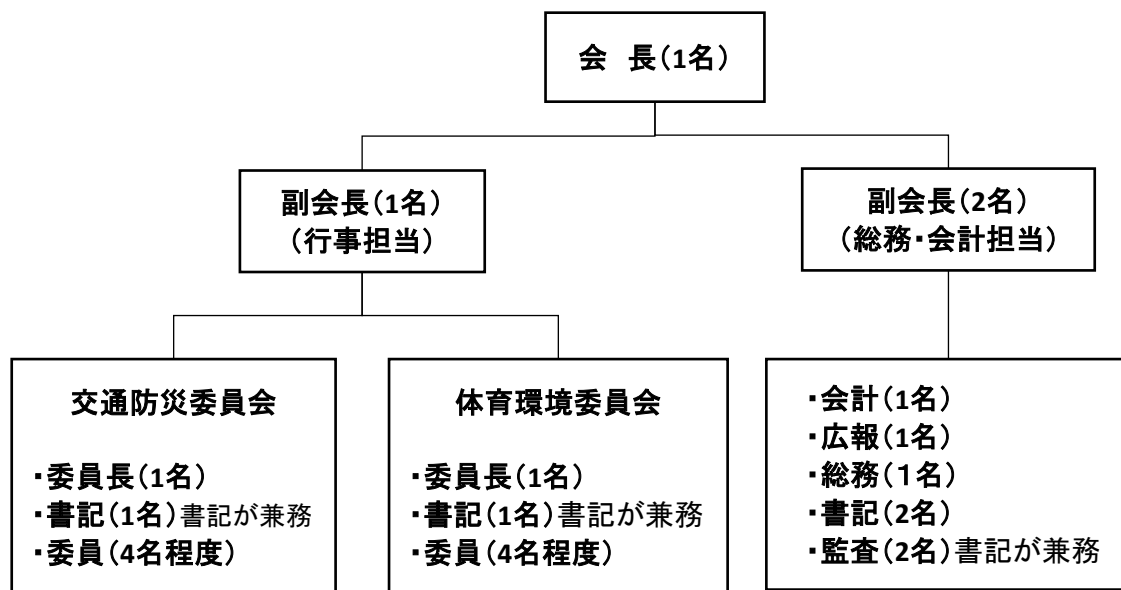 会　長（1名）
副会長（1名）
（行事担当）
副会長（2名）
（総務・会計担当）
交通防災委員会
・委員長（1名）
・書記（1名）書記が兼務
・委員（4名程度）
体育環境委員会
・委員長（1名）
・書記（1名）書記が兼務
・委員（4名程度）
・会計（1名）
・広報（1名）
・総務（１名）
・書記（2名）
・監査（2名）書記が兼務